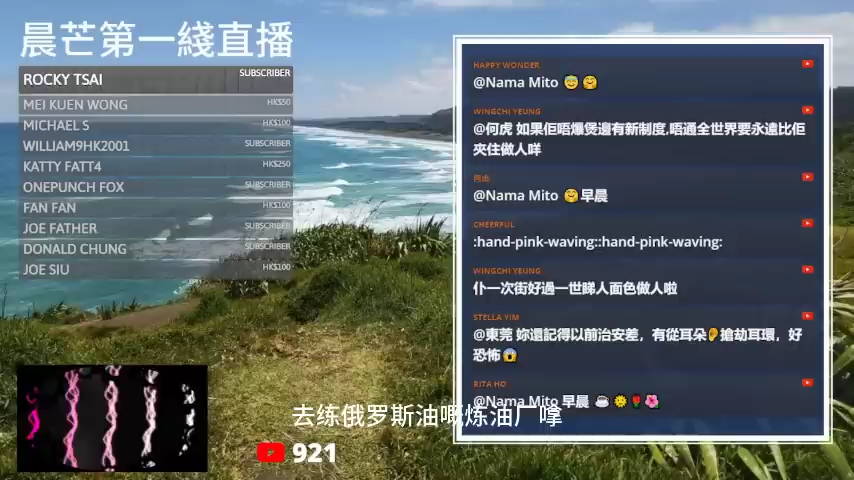 晨芒第一綫直播
ROCKY TSAI SUBSCRIBER
MEI KUEN WONG HK$50
MICHAEL S HK$100
WILLIAM9HK2001 SUBSCRIBER
KATTY FATT4 HK$250
ONEPUNCH FOX SUBSCRIBER
FAN FAN HK$100
JOE FATHER SUBSCRIBER
DONALD CHUNG SUBSCRIBER
JOE SIU HK$100
HAPPY WONDER
@Nama Mito 😇 🤗
WINGCHI YEUNG
@何虎 如果佢唔爆煲邊有新制度,唔通全世界要永遠比佢
夾住做人咩
@Nama Mito 🤗早晨
CHEERFUL
:hand-pink-waving::hand-pink-waving:
WINGCHI YEUNG
仆一次街好過一世睇人面色做人啦
STELLA YIM
@東莞 妳還記得以前治安差，有從耳朵👂搶劫耳環，好
恐怖😱
RITA HO
@Nama Mito 早晨 ☕ 🌞 🌹 🌺
去练俄罗斯油嘅炼油厂嗱
921